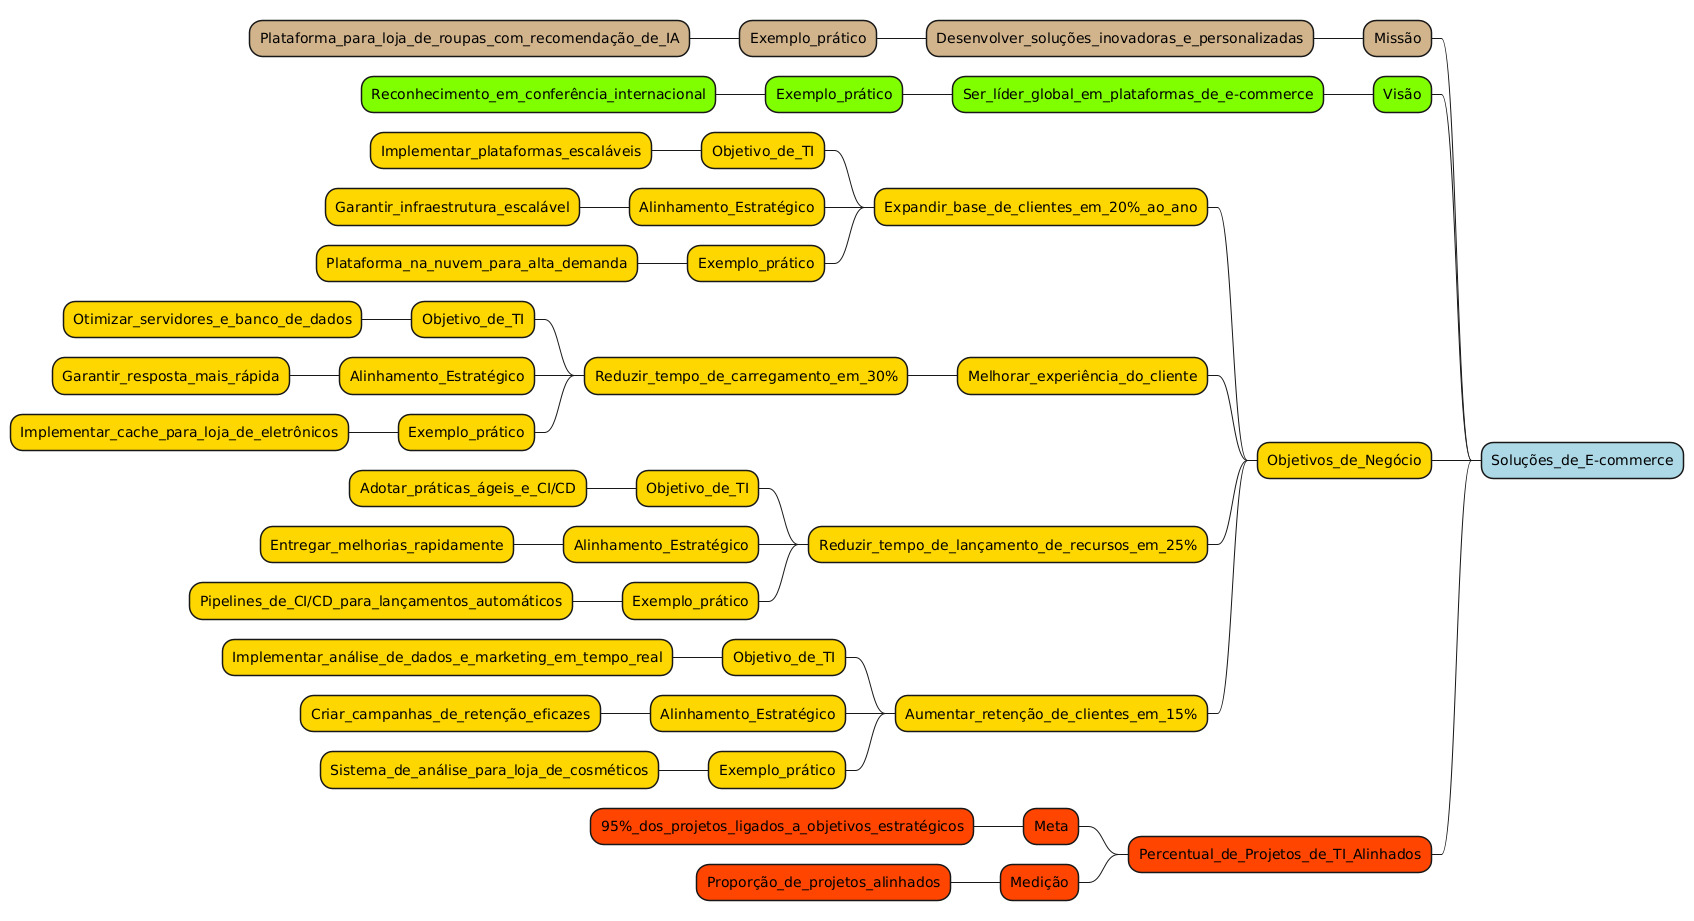 Plataforma_para_loja_de_roupas_com_recomendação_de_IA Exemplo_prático Desenvolver_soluções_inovadoras_e_personalizadas Missão
Reconhecimento_em_conferência_internacional Exemplo_prático Ser_líder_global_em_plataformas_de_e-commerce Visão
Implementar_plataformas_escaláveis Objetivo_de_TI
Garantir_infraestrutura_escalável Alinhamento_Estratégico Expandir_base_de_clientes_em_20%_ao_ano
Plataforma_na_nuvem_para_alta_demanda Exemplo_prático
Otimizar_servidores_e_banco_de_dados Objetivo_de_TI
Garantir_resposta_mais_rápida Alinhamento_Estratégico Reduzir_tempo_de_carregamento_em_30% Melhorar_experiência_do_cliente
Implementar_cache_para_loja_de_eletrônicos Exemplo_prático
Objetivos_de_Negócio Soluções_de_E-commerce
Adotar_práticas_ágeis_e_CI/CD Objetivo_de_TI
Entregar_melhorias_rapidamente Alinhamento_Estratégico Reduzir_tempo_de_lançamento_de_recursos_em_25%
Pipelines_de_CI/CD_para_lançamentos_automáticos Exemplo_prático
Implementar_análise_de_dados_e_marketing_em_tempo_real Objetivo_de_TI
Criar_campanhas_de_retenção_eficazes Alinhamento_Estratégico Aumentar_retenção_de_clientes_em_15%
Sistema_de_análise_para_loja_de_cosméticos Exemplo_prático
95%_dos_projetos_ligados_a_objetivos_estratégicos Meta
Percentual_de_Projetos_de_TI_Alinhados
Proporção_de_projetos_alinhados Medição